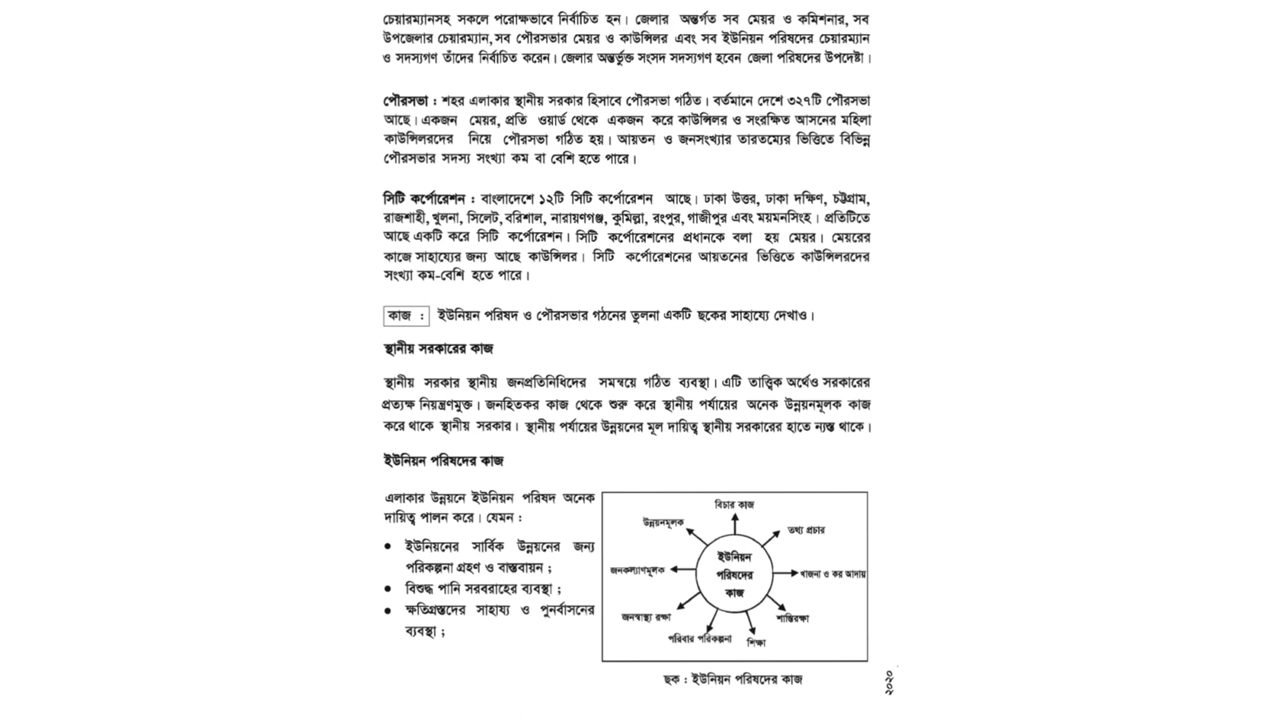 চেয়ারম্যানসহ সকলে পরোক্ষভাবে নির্বাচিত হন। জেলার অন্তর্গত সব মেয়র ও কমিশনার, সব
উপজেলার চেয়ারম্যান, সব পৌরসভার মেয়র ও কাউন্সিলর এবং সব ইউনিয়ন পরিষদের চেয়ারম্যান
ও সদস্যগণ তাঁদের নির্বাচিত করেন। জেলার অন্তর্ভুক্ত সংসদ সদস্যগণ হবেন জেলা পরিষদের উপদেষ্টা।
পৌরসভা : শহর এলাকার স্থানীয় সরকার হিসাবে পৌরসভা গঠিত। বর্তমানে দেশে ৩২৭টি পৌরসভা
আছে। একজন মেয়র, প্রতি ওয়ার্ড থেকে একজন করে কাউন্সিলর ও সংরক্ষিত আসনের মহিলা
কাউন্সিলরদের নিয়ে পৌরসভা গঠিত হয়। আয়তন ও জনসংখ্যার তারতম্যের ভিত্তিতে বিভিন্ন
পৌরসভার সদস্য সংখ্যা কম বা বেশি হতে পারে।
সিটি কর্পোরেশন : বাংলাদেশে ১২টি সিটি কর্পোরেশন আছে। ঢাকা উত্তর, ঢাকা দক্ষিণ, চট্টগ্রাম,
রাজশাহী, খুলনা, সিলেট, বরিশাল, নারায়ণগঞ্জ, কুমিল্লা, রংপুর, গাজীপুর এবং ময়মনসিংহ। প্রতিটিতে
আছে একটি করে সিটি কর্পোরেশন। সিটি কর্পোরেশনের প্রধানকে বলা হয় মেয়র। মেয়রের
কাজে সাহায্যের জন্য আছে কাউন্সিলর। সিটি কর্পোরেশনের আয়তনের ভিত্তিতে কাউন্সিলরদের
সংখ্যা কম-বেশি হতে পারে।
কাজ : ইউনিয়ন পরিষদ ও পৌরসভার গঠনের তুলনা একটি ছকের সাহায্যে দেখাও।
স্থানীয় সরকারের কাজ
স্থানীয় সরকার স্থানীয় জনপ্রতিনিধিদের সমন্বয়ে গঠিত ব্যবস্থা। এটি তাত্ত্বিক অর্থেও সরকারের
প্রত্যক্ষ নিয়ন্ত্রণমুক্ত। জনহিতকর কাজ থেকে শুরু করে স্থানীয় পর্যায়ের অনেক উন্নয়নমূলক কাজ
করে থাকে স্থানীয় সরকার। স্থানীয় পর্যায়ের উন্নয়নের মূল দায়িত্ব স্থানীয় সরকারের হাতে ন্যস্ত থাকে।
ইউনিয়ন পরিষদের কাজ
এলাকার উন্নয়নে ইউনিয়ন পরিষদ অনেক
দায়িত্ব পালন করে। যেমন :
• ইউনিয়নের সার্বিক উন্নয়নের জন্য
পরিকল্পনা গ্রহণ ও বাস্তবায়ন ;
• বিশুদ্ধ পানি সরবরাহের ব্যবস্থা ;
• ক্ষতিগ্রস্তদের সাহায্য ও পুনর্বাসনের
ব্যবস্থা ;
বিচার কাজ
উন্নয়নমূলক
তথ্য প্রচার
ইউনিয়ন
পরিষদের
কাজ
জনকল্যাণমূলক
খাজনা ও কর আদায়
জনস্বাস্থ্য রক্ষা
শান্তিরক্ষা
পরিবার পরিকল্পনা
শিক্ষা
ছক : ইউনিয়ন পরিষদের কাজ
২০২০